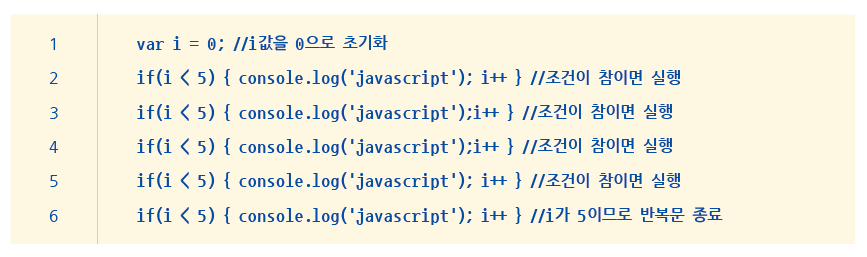 1 var i = 0; //i값을 0으로 초기화
2 if(i < 5) { console.log('javascript'); i++ } //조건이 참이면 실행
3 if(i < 5) { console.log('javascript');i++ } //조건이 참이면 실행
4 if(i < 5) { console.log('javascript');i++ } //조건이 참이면 실행
5 if(i < 5) { console.log('javascript'); i++ } //조건이 참이면 실행
6 if(i < 5) { console.log('javascript'); i++ } //i가 5이므로 반복문 종료